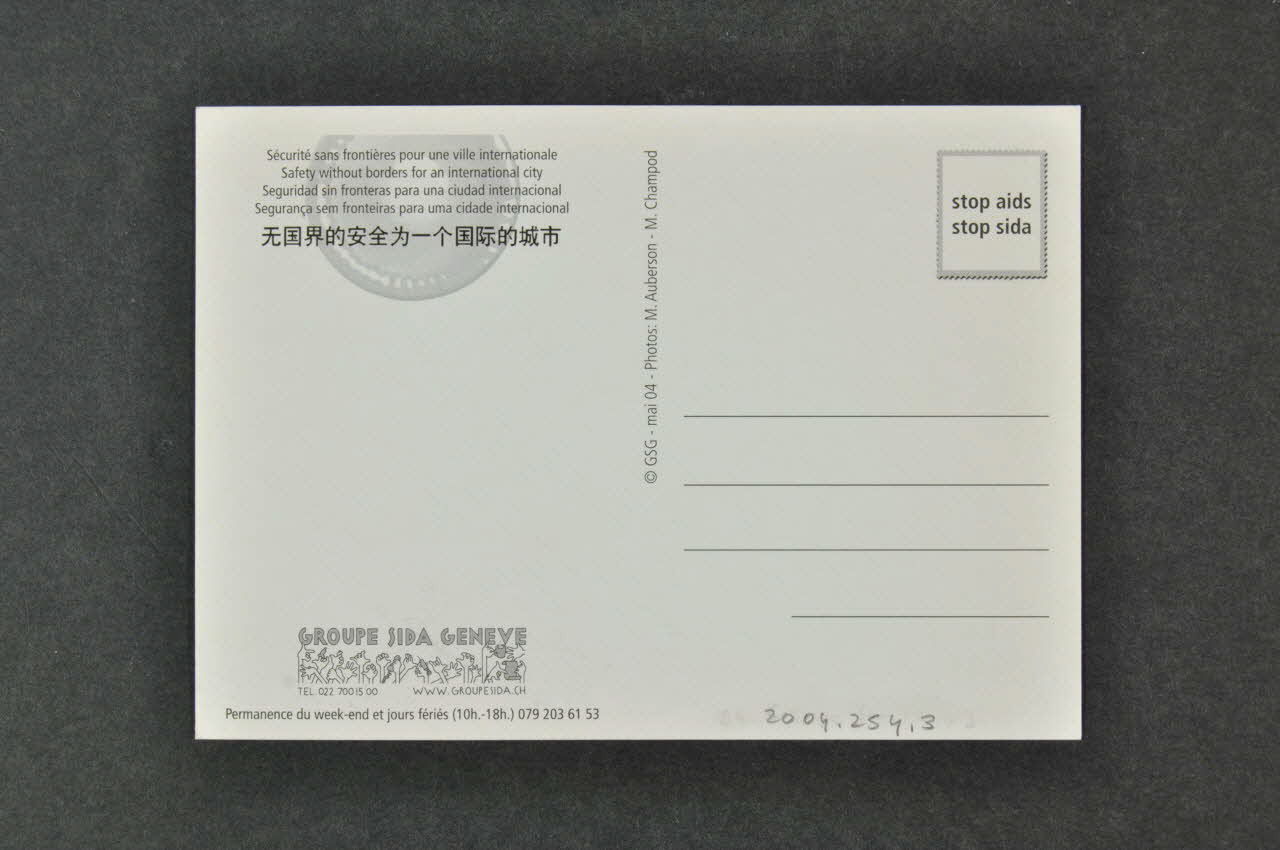 Sécurité sans frontières pour une ville internationale
Safety without borders for an international city
Seguridad sin fronteras para una ciudad internacional
Segurança sem fronteiras para uma cidade internacional
无国界的安全为一个国际的城市
GROUPE SIDA GENEVE
TEL. 022 700 15 00 WWW.GROUPESIDA.CH
Permanence du week-end et jours fériés (10h.-18h.) 079 203 61 53
© GSG - mai 04 - Photos: M. Auberson - M. Champod
stop aids
stop sida
2004.254.3